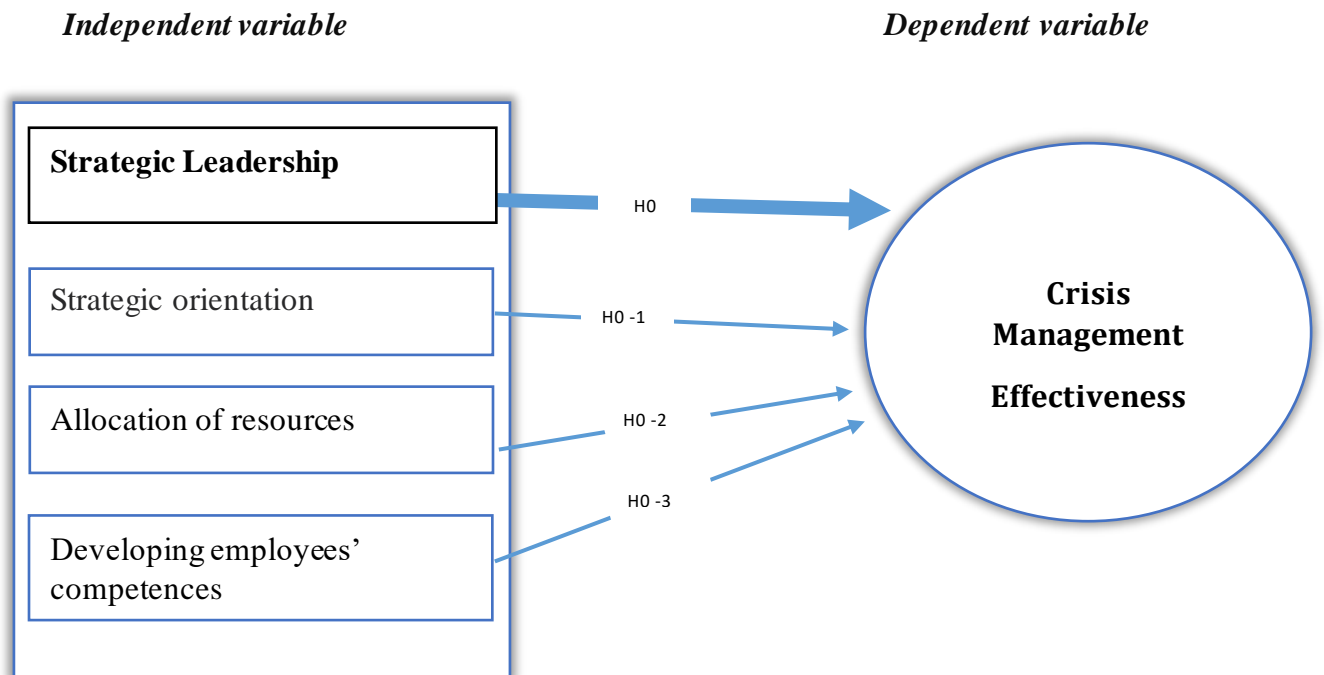 Independent variable
Dependent variable
Strategic Leadership
H0
Strategic orientation
H0 -1
Allocation of resources
H0 -2
Developing employees’
competences
H0 -3
Crisis
Management
Effectiveness